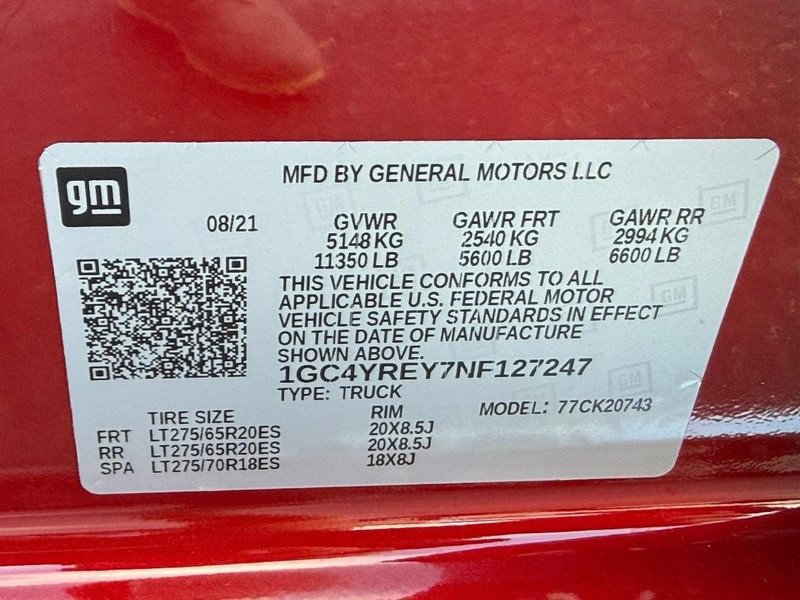 gm
MFD BY GENERAL MOTORS LLC
08/21 GVWR GAWR FRT GAWR RR
5148 KG 2540 KG 2994 KG
11350 LB 5600 LB 6600 LB
THIS VEHICLE CONFORMS TO ALL
APPLICABLE U.S. FEDERAL MOTOR
VEHICLE SAFETY STANDARDS IN EFFECT
ON THE DATE OF MANUFACTURE
SHOWN ABOVE.
1GC4YREY7NF127247
TYPE: TRUCK MODEL: 77CK20743
TIRE SIZE RIM
FRT LT275/65R20ES 20X8.5J
RR LT275/65R20ES 20X8.5J
SPA LT275/70R18ES 18X8J